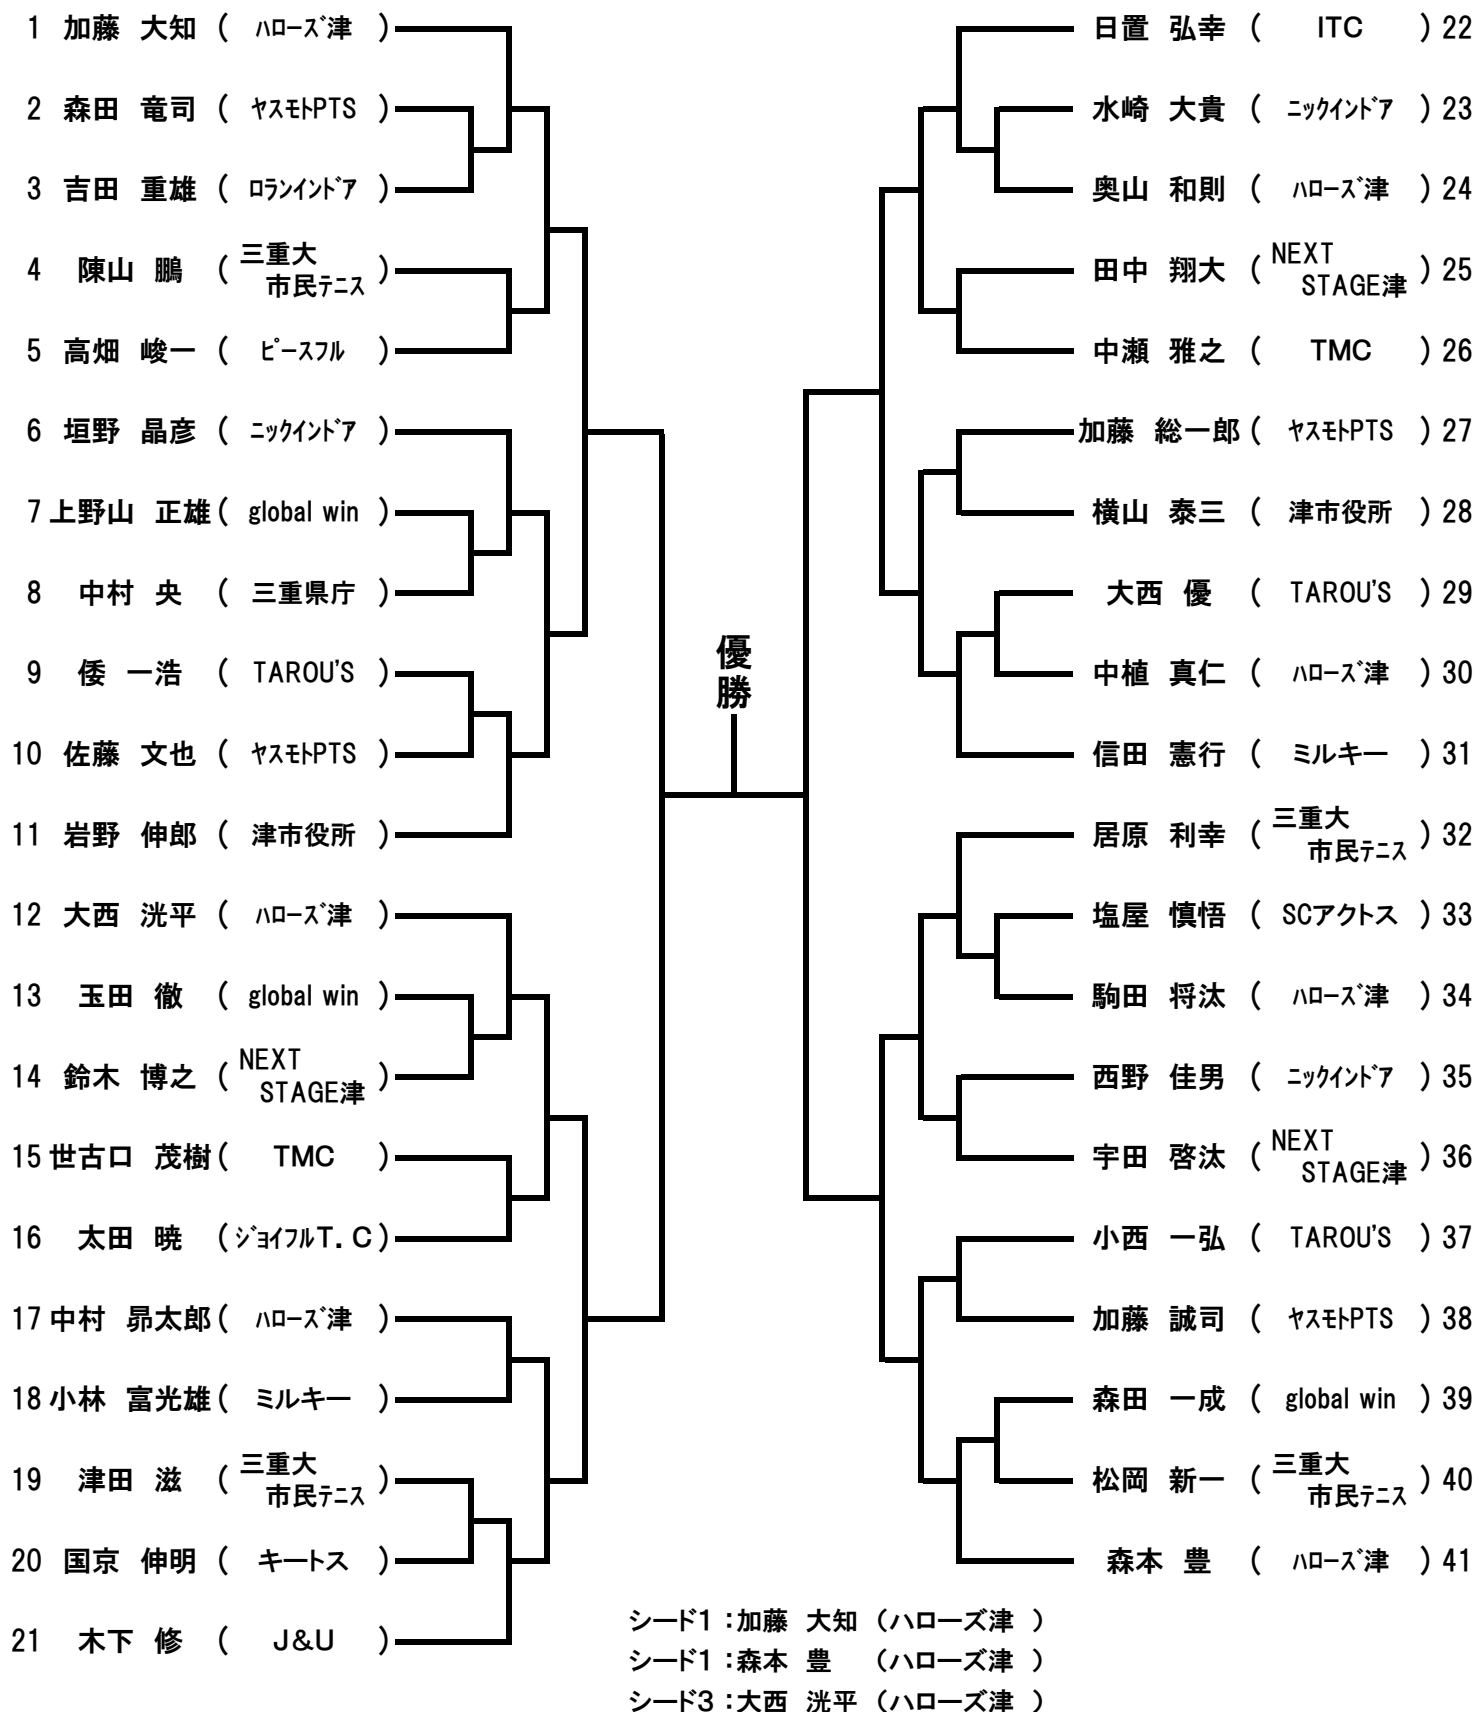 1 加藤 大知 ( ﾊﾛｰｽﾞ津 )
2 森田 竜司 ( ﾔｽﾓﾄPTS )
3 吉田 重雄 ( ﾛﾗﾝｲﾝﾄﾞｱ )
4 陳山 鵬 ( 三重大
市民ﾃﾆｽ )
5 高畑 峻一 ( ﾋﾟｰｽﾌﾙ )
6 垣野 晶彦 ( ﾆｯｸｲﾝﾄﾞｱ )
7 上野山 正雄 ( global win )
8 中村 央 ( 三重県庁 )
9 倭 一浩 ( TAROU'S )
10 佐藤 文也 ( ﾔｽﾓﾄPTS )
11 岩野 伸郎 ( 津市役所 )
12 大西 洸平 ( ﾊﾛｰｽﾞ津 )
13 玉田 徹 ( global win )
14 鈴木 博之 ( NEXT
STAGE津 )
15 世古口 茂樹 ( TMC )
16 太田 暁 ( ｼﾞｮｲﾌﾙT．C )
17 中村 昴太郎 ( ﾊﾛｰｽﾞ津 )
18 小林 富光雄 ( ミルキー )
19 津田 滋 ( 三重大
市民ﾃﾆｽ )
20 国京 伸明 ( キートス )
21 木下 修 ( J&U )
優
勝
日置 弘幸 ( ITC ) 22
水崎 大貴 ( ﾆｯｸｲﾝﾄﾞｱ ) 23
奥山 和則 ( ﾊﾛｰｽﾞ津 ) 24
田中 翔大 ( NEXT
STAGE津 ) 25
中瀬 雅之 ( TMC ) 26
加藤 総一郎 ( ﾔｽﾓﾄPTS ) 27
横山 泰三 ( 津市役所 ) 28
大西 優 ( TAROU'S ) 29
中植 真仁 ( ﾊﾛｰｽﾞ津 ) 30
信田 憲行 ( ミルキー ) 31
居原 利幸 ( 三重大
市民ﾃﾆｽ ) 32
塩屋 慎悟 ( SCアクトス ) 33
駒田 将汰 ( ﾊﾛｰｽﾞ津 ) 34
西野 佳男 ( ﾆｯｸｲﾝﾄﾞｱ ) 35
宇田 啓汰 ( NEXT
STAGE津 ) 36
小西 一弘 ( TAROU'S ) 37
加藤 誠司 ( ﾔｽﾓﾄPTS ) 38
森田 一成 ( global win ) 39
松岡 新一 ( 三重大
市民ﾃﾆｽ ) 40
森本 豊 ( ﾊﾛｰｽﾞ津 ) 41
シード1 ：加藤 大知 （ハローズ津 ）
シード1 ：森本 豊 （ハローズ津 ）
シード3 ：大西 洸平 （ハローズ津 ）